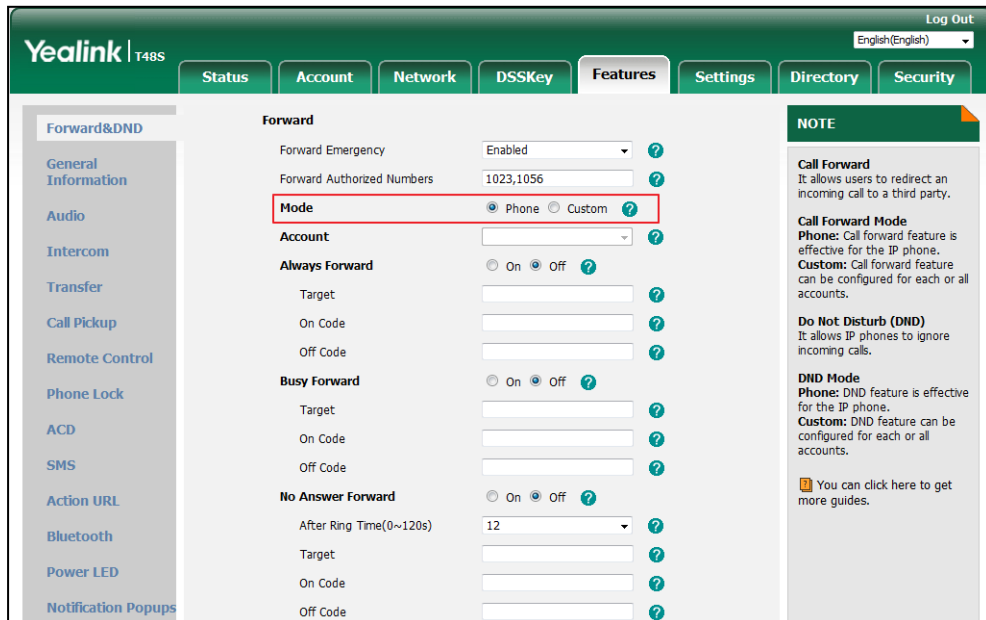 Log Out
English(English)
Yealink | T48S
Status Account Network DSSKey Features Settings Directory Security
Forward&DND
General
Information
Audio
Intercom
Transfer
Call Pickup
Remote Control
Phone Lock
ACD
SMS
Action URL
Bluetooth
Power LED
Notification Popups
Forward
Forward Emergency Enabled ?
Forward Authorized Numbers 1023,1056 ?
Mode Phone Custom ?
Account ?
Always Forward On Off ?
Target ?
On Code ?
Off Code ?
Busy Forward On Off ?
Target ?
On Code ?
Off Code ?
No Answer Forward On Off ?
After Ring Time(0~120s) 12 ?
Target ?
On Code ?
Off Code ?
NOTE
Call Forward
It allows users to redirect an
incoming call to a third party.
Call Forward Mode
Phone: Call forward feature is
effective for the IP phone.
Custom: Call forward feature
can be configured for each or all
accounts.
Do Not Disturb (DND)
It allows IP phones to ignore
incoming calls.
DND Mode
Phone: DND feature is effective
for the IP phone.
Custom: DND feature can be
configured for each or all
accounts.
? You can click here to get
more guides.